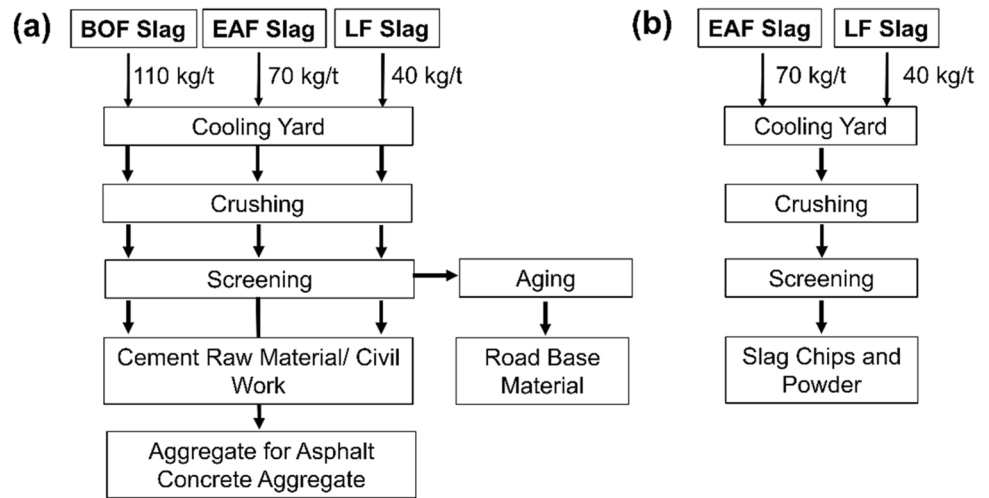 (a)
BOF Slag
EAF Slag
LF Slag
110 kg/t
70 kg/t
40 kg/t
Cooling Yard
Crushing
Screening
Aging
Cement Raw Material/ Civil
Work
Road Base
Material
Aggregate for Asphalt
Concrete Aggregate
(b)
EAF Slag
LF Slag
70 kg/t
40 kg/t
Cooling Yard
Crushing
Screening
Slag Chips and
Powder